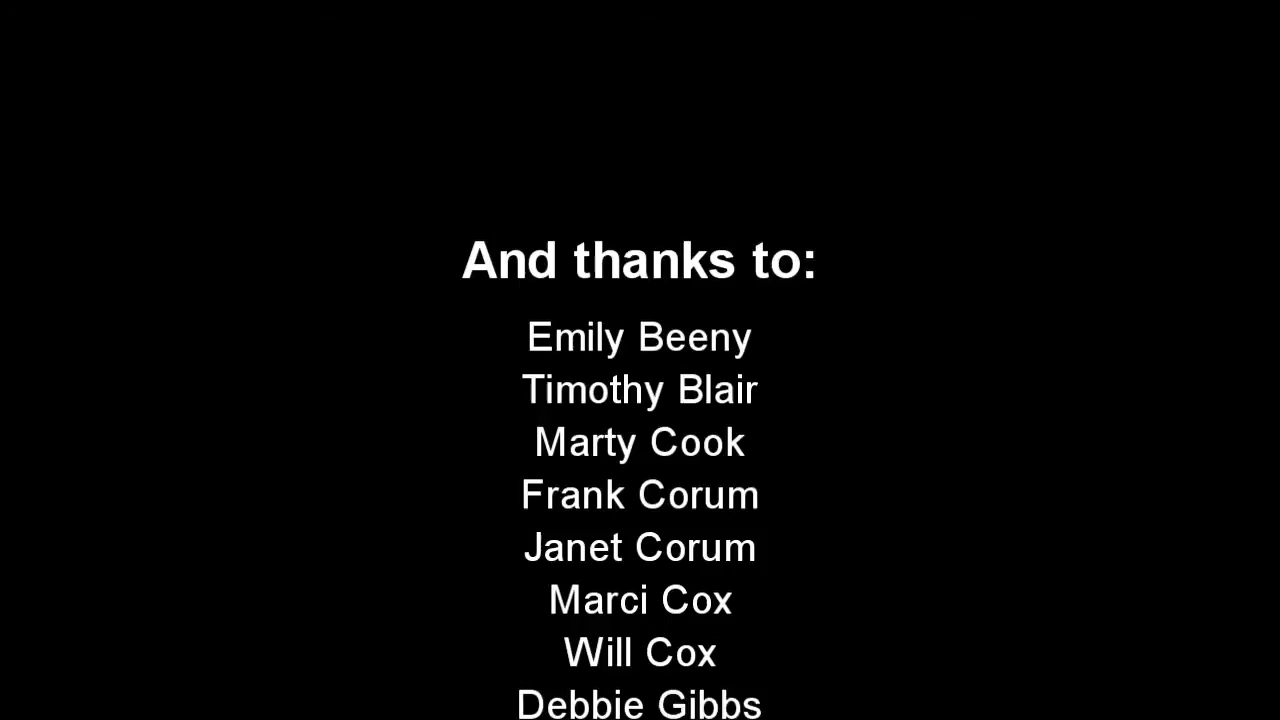 And thanks to:
Emily Beeny
Timothy Blair
Marty Cook
Frank Corum
Janet Corum
Marci Cox
Will Cox
Debbie Gibbs